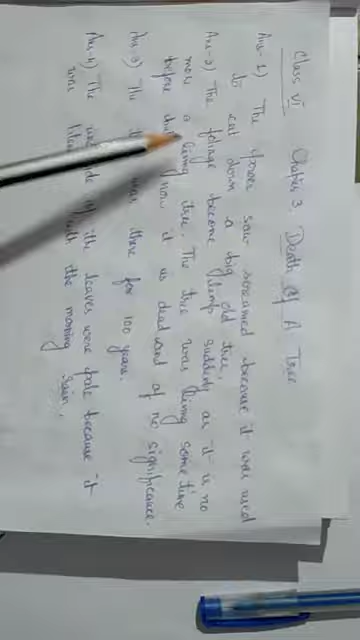 Class VI Chapter 3. Death Of A Tree
Ans-1) The power saw screamed because it was used
to cut down a big old tree.
Ans-2) The foliage become limp suddenly as it is no
more a living tree. The tree was living some time
before but now it is dead and of no significance.
Ans-3) The was there for 100 years.
Ans-4) The of the leaves were pale because it
was with the morning rain.